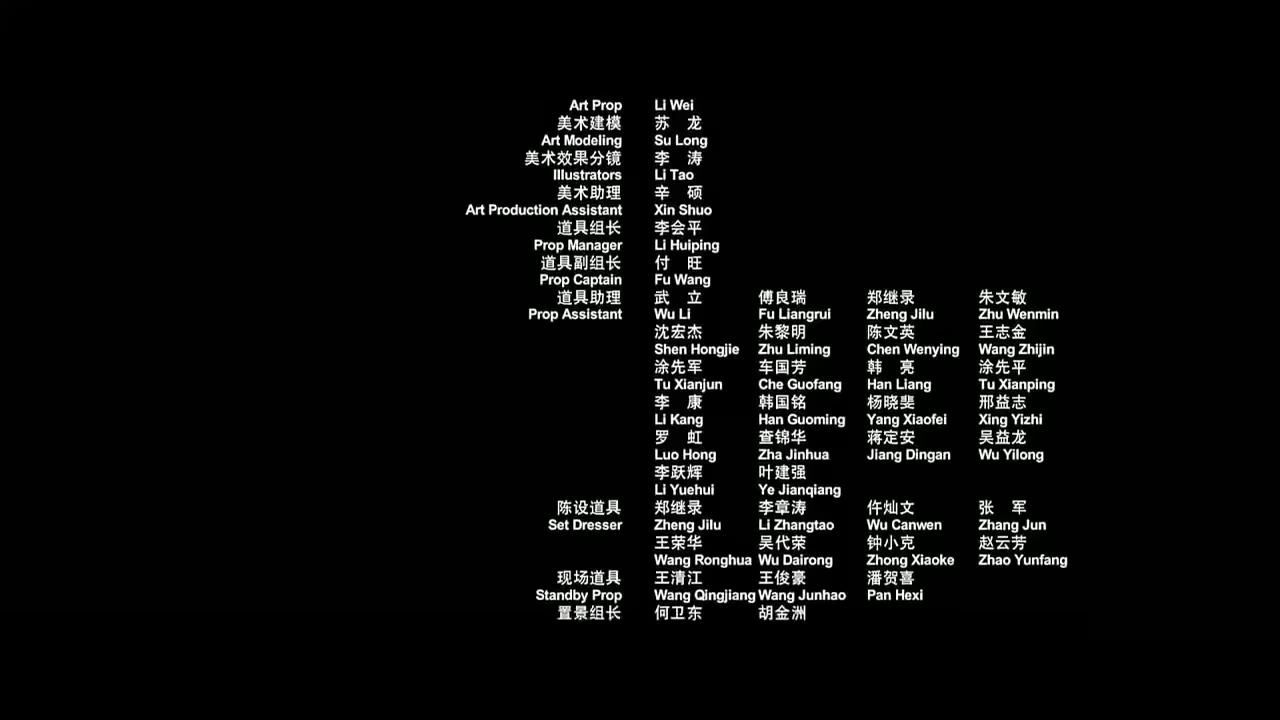 Art Prop Li Wei
美术建模 苏 龙
Art Modeling Su Long
美术效果分镜 李 涛
Illustrators Li Tao
美术助理 辛 硕
Art Production Assistant Xin Shuo
道具组长 李会平
Prop Manager Li Huiping
道具副组长 付 旺
Prop Captain Fu Wang
道具助理 武 立 傅良瑞 郑继录 朱文敏
Prop Assistant Wu Li Fu Liangrui Zheng Jilu Zhu Wenmin
沈宏杰 朱黎明 陈文英 王志金
Shen Hongjie Zhu Liming Chen Wenying Wang Zhijin
涂先军 车国芳 韩 亮 涂先平
Tu Xianjun Che Guofang Han Liang Tu Xianping
李 康 韩国铭 杨晓斐 邢益志
Li Kang Han Guoming Yang Xiaofei Xing Yizhi
罗 虹 查锦华 蒋定安 吴益龙
Luo Hong Zha Jinhua Jiang Dingan Wu Yilong
李跃辉 叶建强
Li Yuehui Ye Jianqiang
陈设道具 郑继录 李章涛 仵灿文 张 军
Set Dresser Zheng Jilu Li Zhangtao Wu Canwen Zhang Jun
王荣华 吴代荣 钟小克 赵云芳
Wang Ronghua Wu Dairong Zhong Xiaoke Zhao Yunfang
现场道具 王清江 王俊豪 潘贺喜
Standby Prop Wang Qingjiang Wang Junhao Pan Hexi
置景组长 何卫东 胡金洲